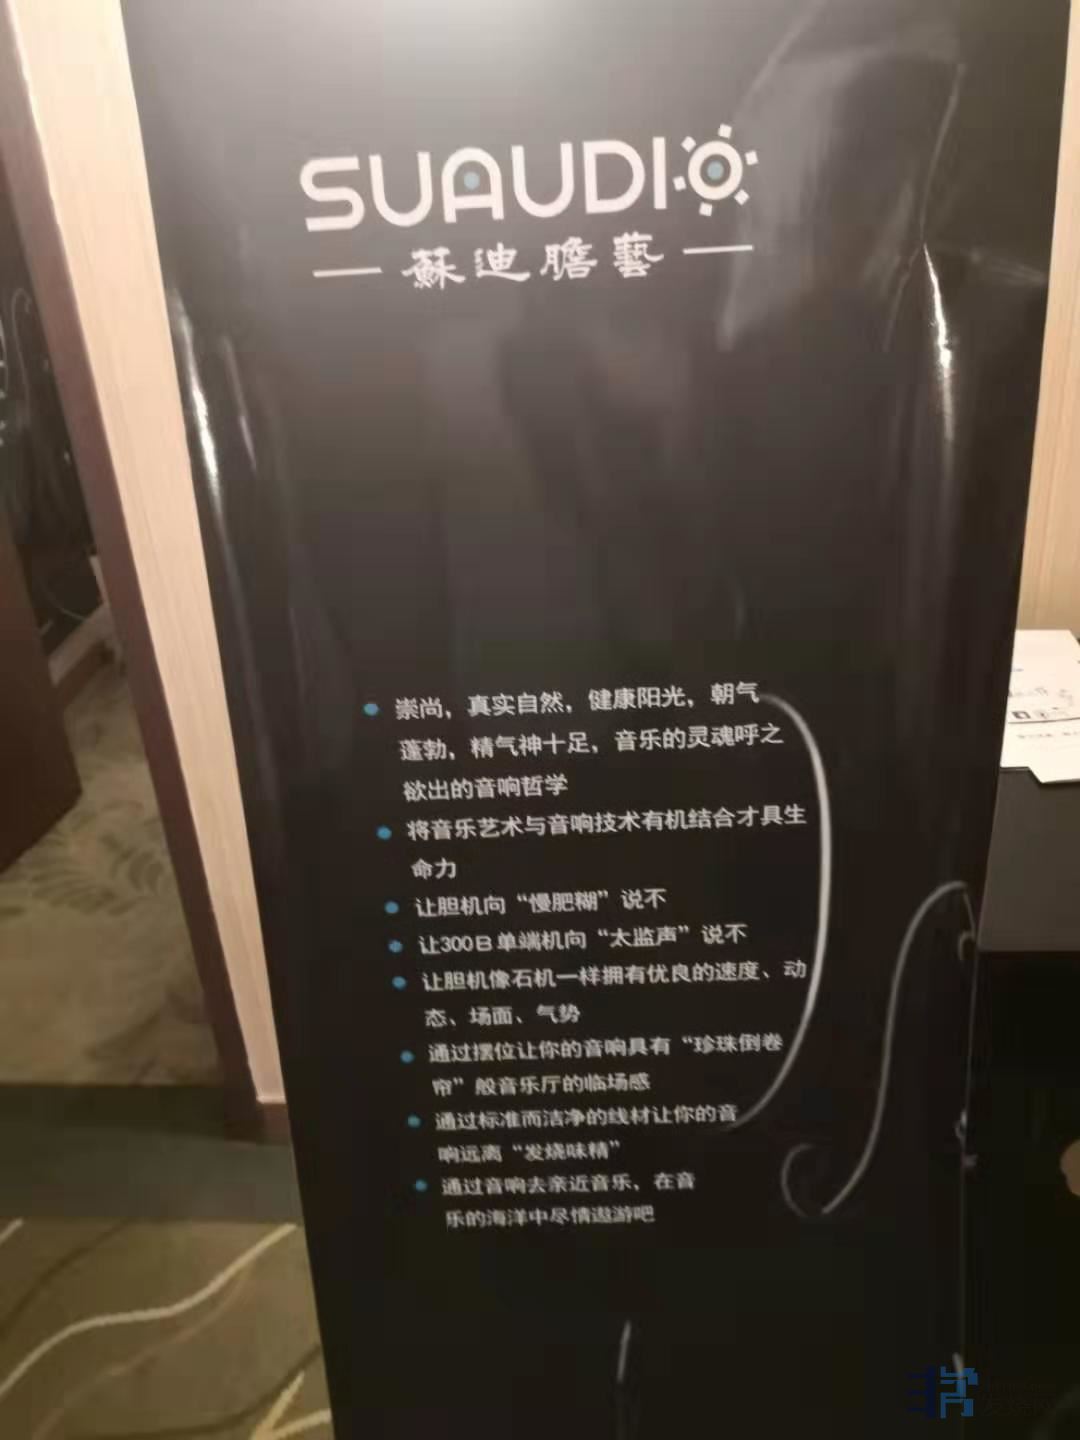 SUAUDIO
蘇迪膽藝
崇尚，真实自然，健康阳光，朝气
蓬勃，精气神十足，音乐的灵魂呼之
欲出的音响哲学
将音乐艺术与音响技术有机结合才具生
命力
让胆机向“慢肥糊”说不
让300B单端机向“太监声”说不
让胆机像石机一样拥有优良的速度、动
态、场面、气势
通过摆位让你的音响具有“珍珠倒卷
帘”般音乐厅的临场感
通过标准而洁净的线材让你的音
响远离“发烧味精”
通过音响去亲近音乐，在音
乐的海洋中尽情遨游吧
发烧网